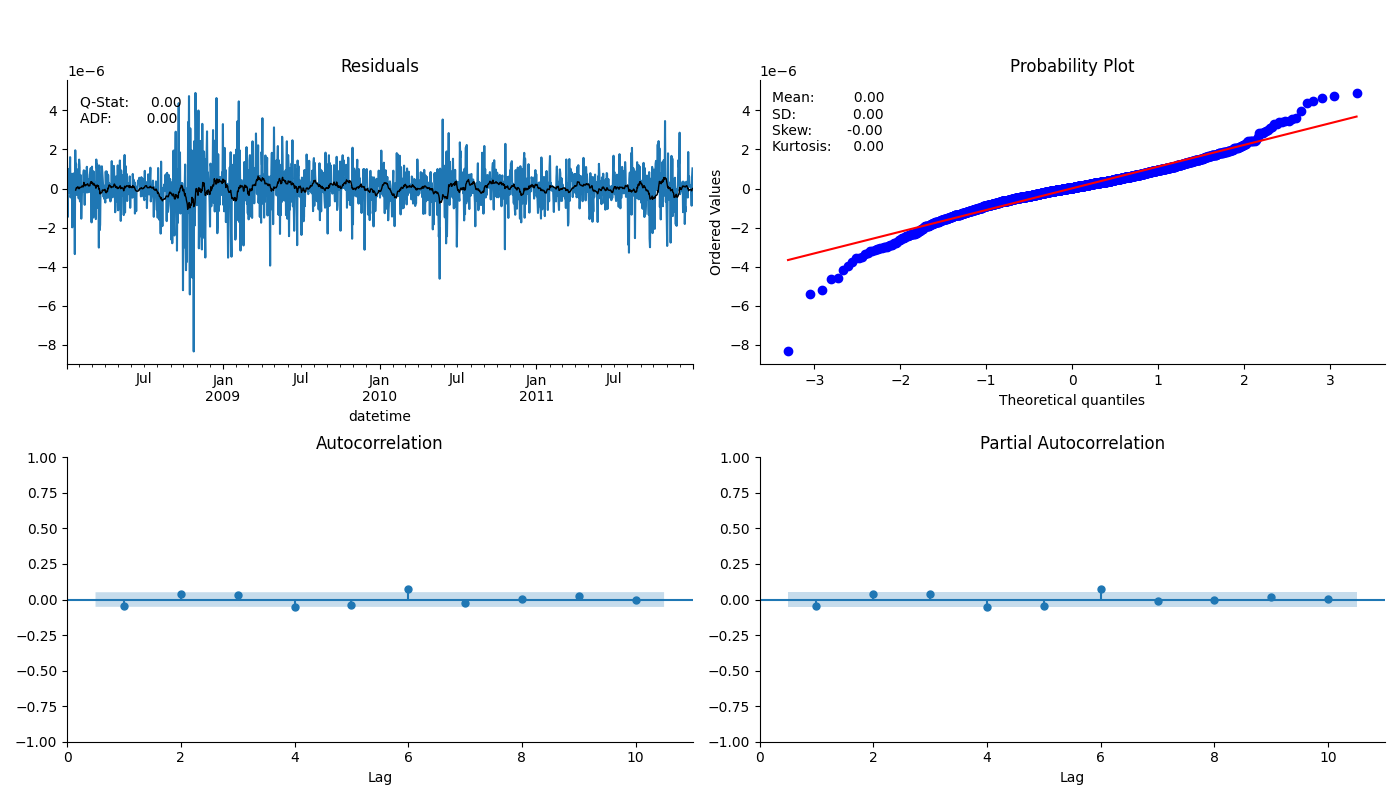 Residuals
1e−6
Q-Stat: 0.00
ADF: 0.00
4
2
0
−2
−4
−6
−8
Jul
Jan
2009
Jul
Jan
2010
Jul
Jan
2011
Jul
datetime
Probability Plot
1e−6
Mean: 0.00
SD: 0.00
Skew: -0.00
Kurtosis: 0.00
Ordered Values
4
2
0
−2
−4
−6
−8
−3 −2 −1 0 1 2 3
Theoretical quantiles
Autocorrelation
1.00
0.75
0.50
0.25
0.00
−0.25
−0.50
−0.75
−1.00
0 2 4 6 8 10
Lag
Partial Autocorrelation
1.00
0.75
0.50
0.25
0.00
−0.25
−0.50
−0.75
−1.00
0 2 4 6 8 10
Lag